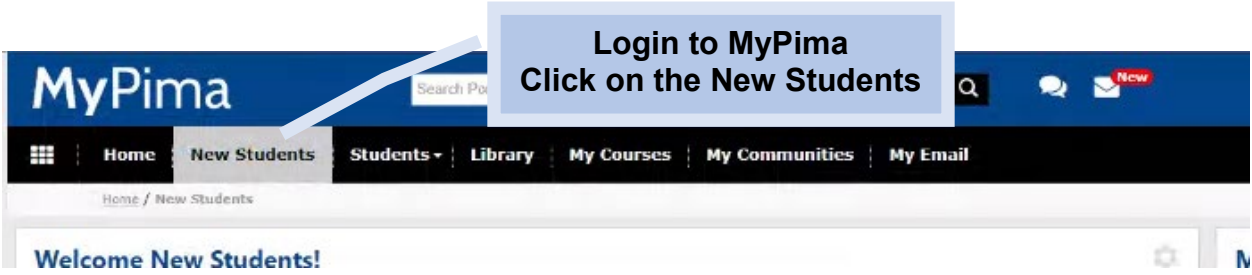 Login to MyPima
Click on the New Students
MyPima
Search
New
Home New Students Students Library My Courses My Communities My Email
Home / New Students
Welcome New Students!